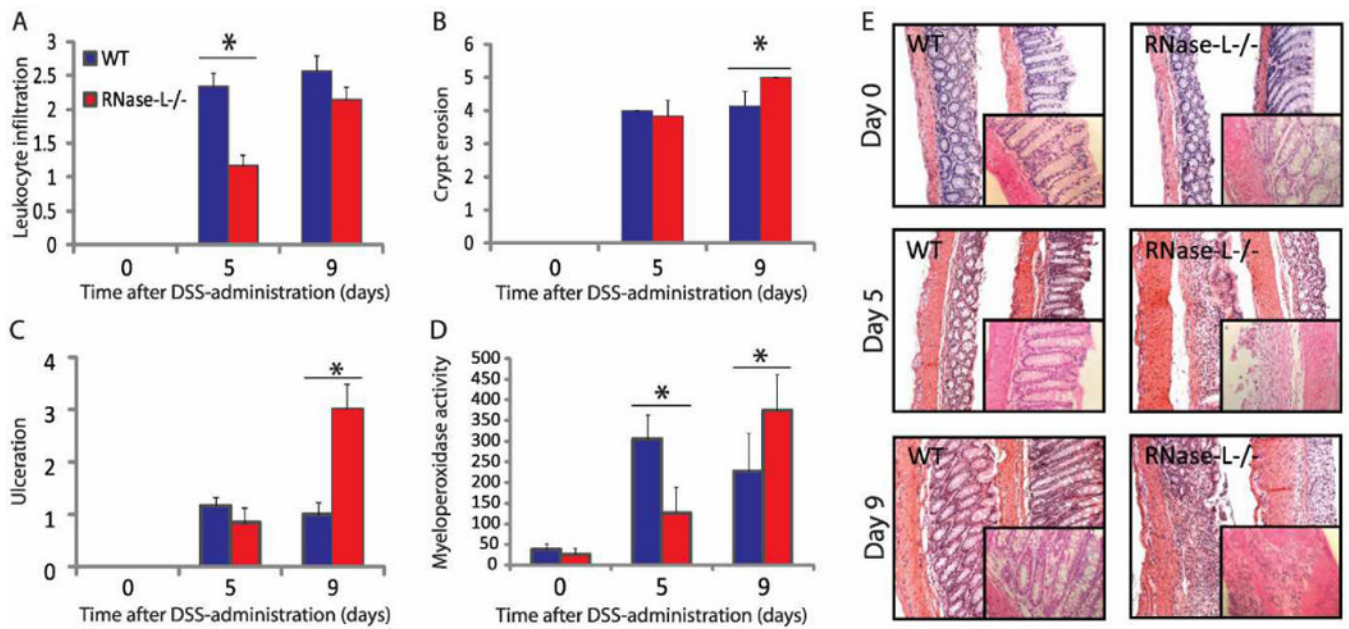 A
3
2.5
2
1.5
1
0.5
0
Leukocyte infiltration
WT
RNase-L-/-
*
0 5 9
Time after DSS-administration (days)
B
6
5
4
3
2
1
0
Crypt erosion
*
0 5 9
Time after DSS-administration (days)
C
4
3
2
1
0
Ulceration
*
0 5 9
Time after DSS-administration (days)
D
500
450
400
350
300
250
200
150
100
50
0
Myeloperoxidase activity
*
*
0 5 9
Time after DSS-administration (days)
E
Day 0
WT
RNase-L-/-
Day 5
WT
RNase-L-/-
Day 9
WT
RNase-L-/-